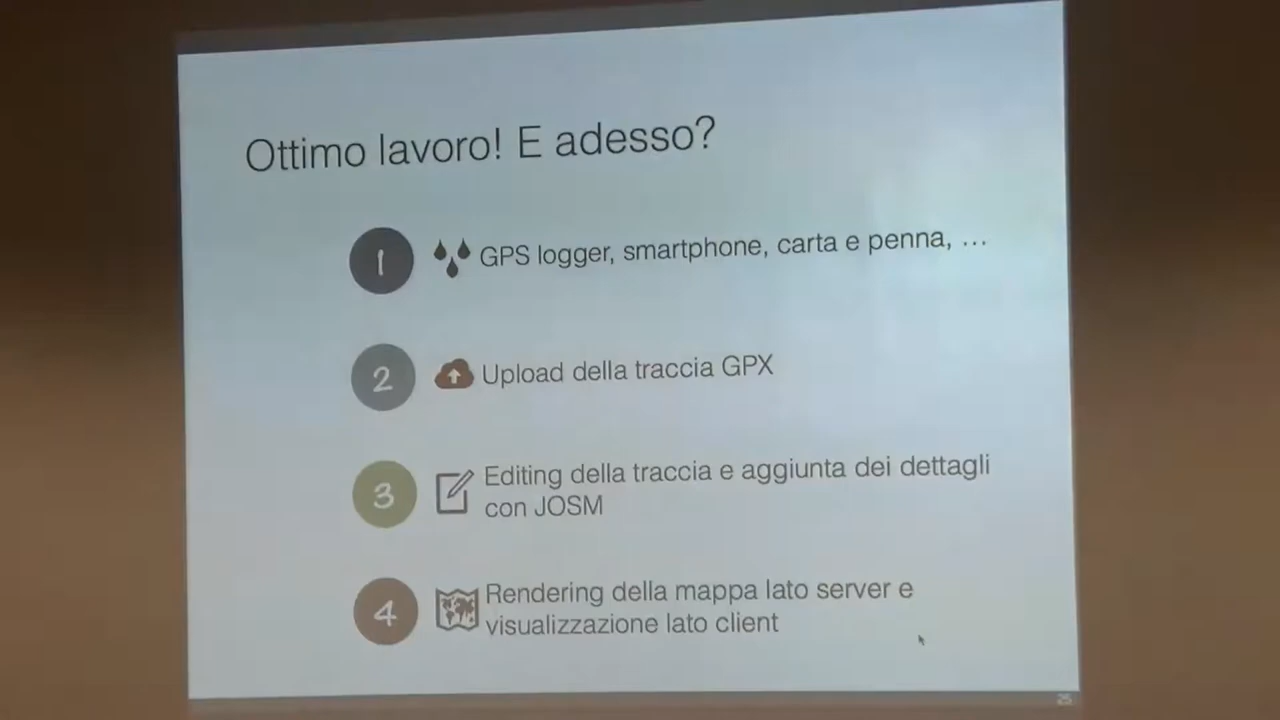 Ottimo lavoro! E adesso?
1 GPS logger, smartphone, carta e penna, …
2 Upload della traccia GPX
3 Editing della traccia e aggiunta dei dettagli
con JOSM
4 Rendering della mappa lato server e
visualizzazione lato client